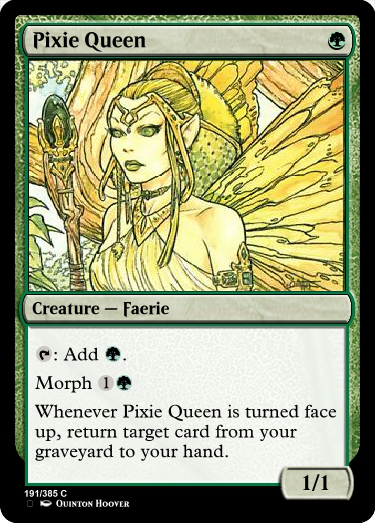 Pixie Queen
Creature — Faerie
: Add .
Morph 1
Whenever Pixie Queen is turned face
up, return target card from your
graveyard to your hand.
1/1
191/385 C
Quinton Hoover